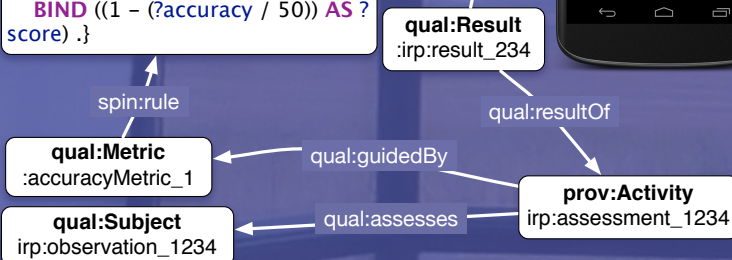 BIND ((1 – (?accuracy / 50)) AS ?
score) .}
qual:Result
:irp:result_234
spin:rule
qual:resultOf
qual:Metric
:accuracyMetric_1
qual:guidedBy
prov:Activity
irp:assessment_1234
qual:Subject
irp:observation_1234
qual:assesses